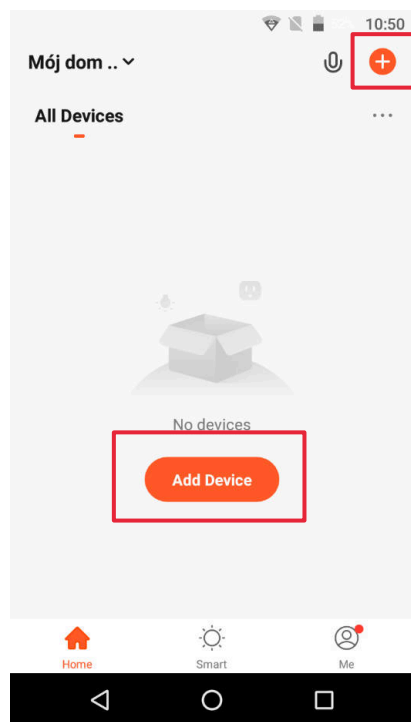 10:50
Mój dom ..
All Devices
No devices
Add Device
Home Smart Me